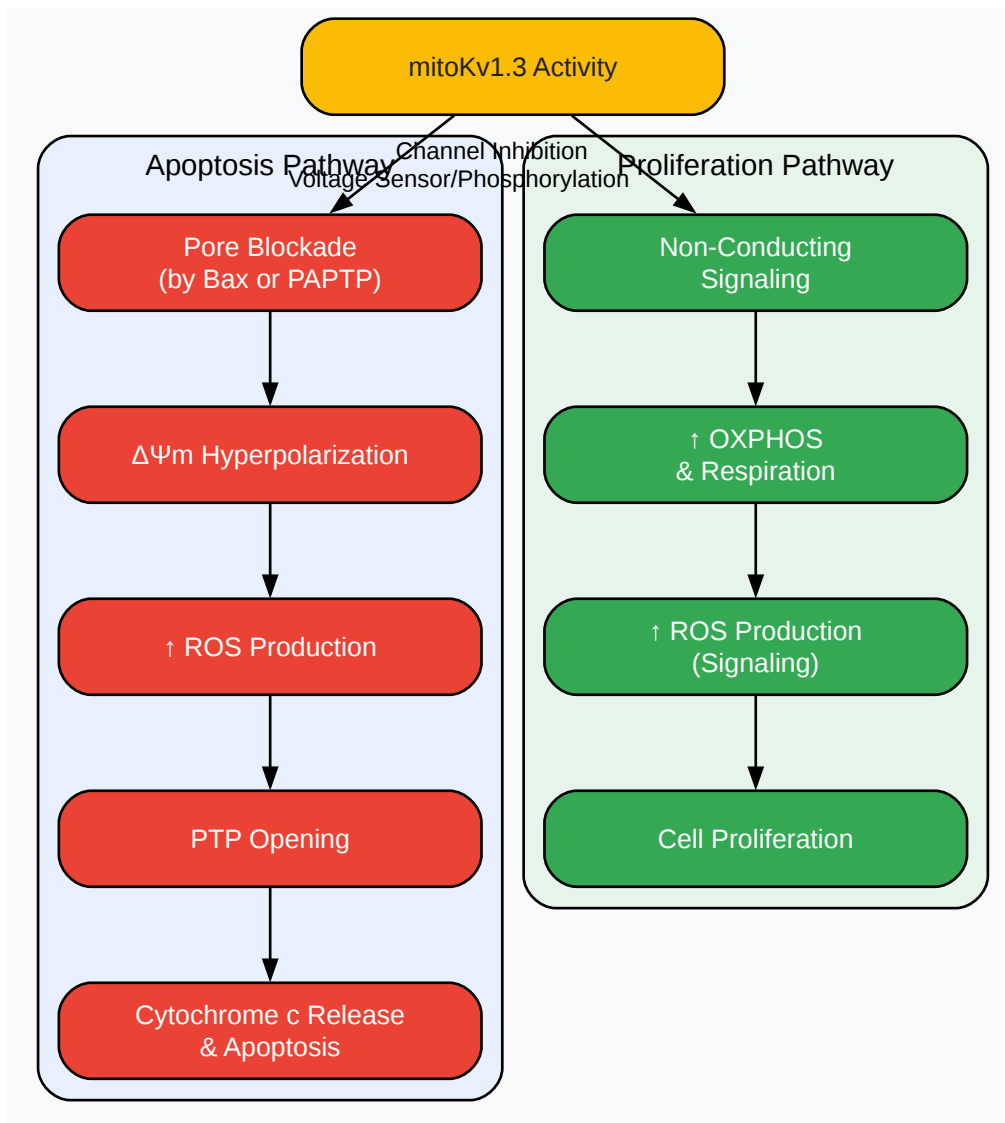 mitoKv1.3 Activity
Channel Inhibition
Voltage Sensor/Phosphorylation
Apoptosis Pathway
Pore Blockade
(by Bax or PAPTP)
ΔΨm Hyperpolarization
↑ ROS Production
PTP Opening
Cytochrome c Release
& Apoptosis
Proliferation Pathway
Non-Conducting
Signaling
↑ OXPHOS
& Respiration
↑ ROS Production
(Signaling)
Cell Proliferation